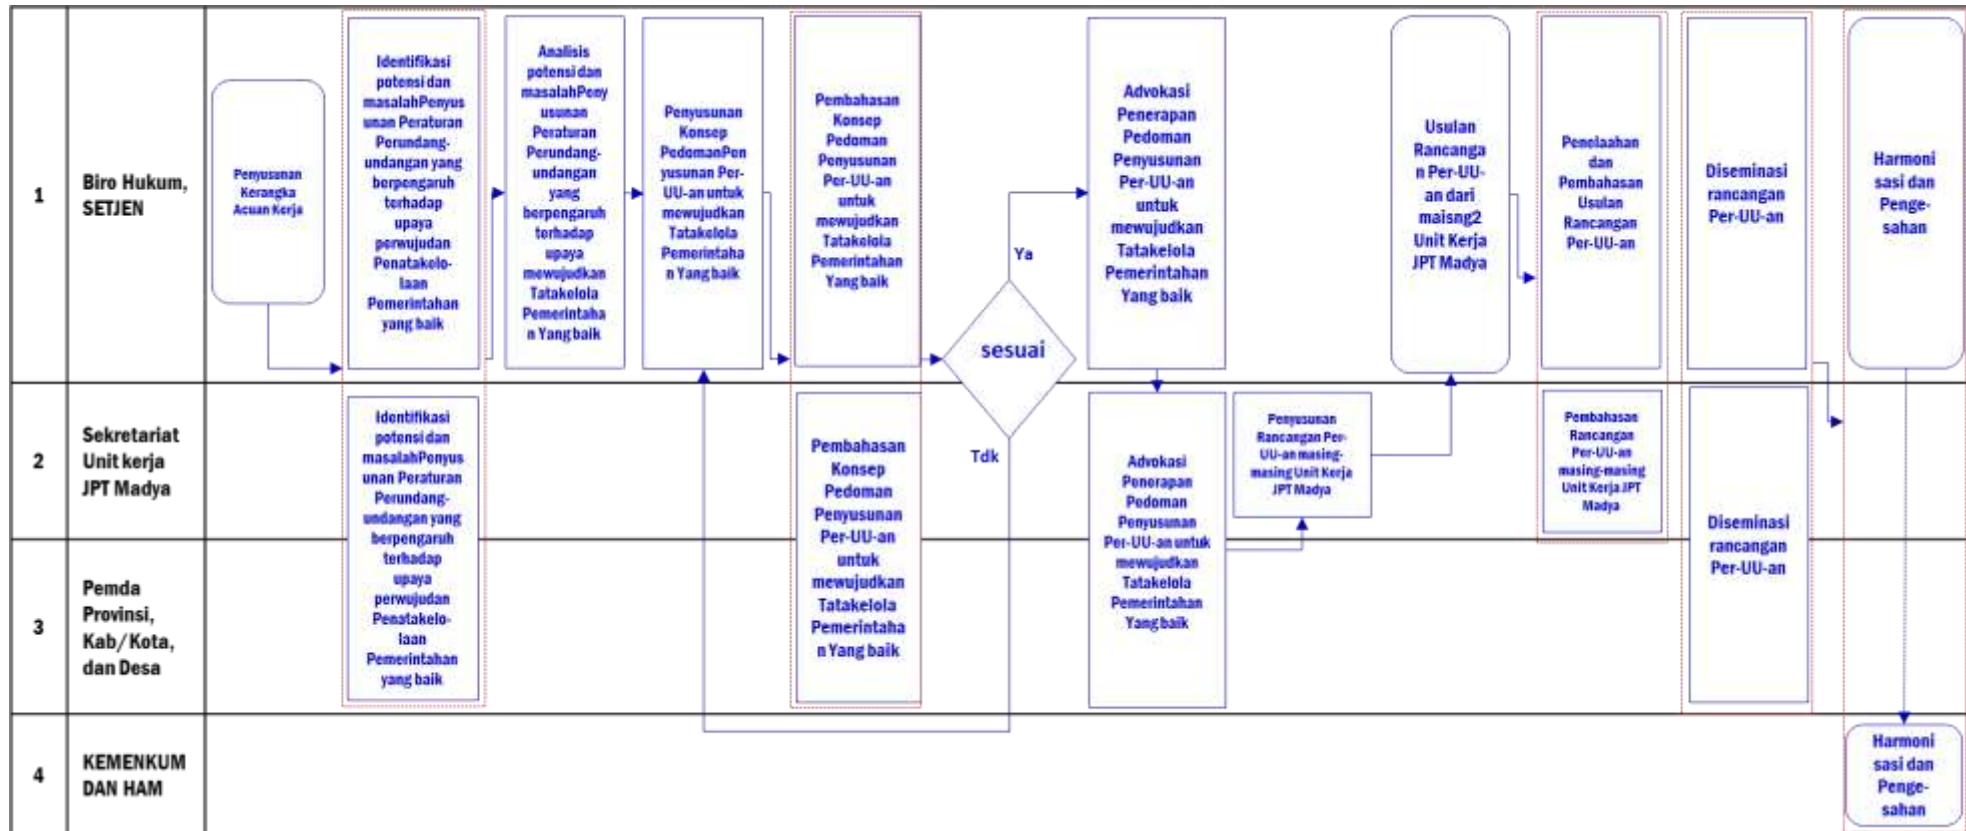 1
Biro Hukum,
SETJEN
Penyusunan
Kerangka
Acuan Kerja
Identifikasi
potensi dan
masalahPenyus
unan Peraturan
Perundang-
undangan yang
berpengaruh
terhadap
upaya
perwujudan
Penatakelo-
laan
Pemerintahan
yang baik
Analisis
potensi dan
masalahPeny
usunan
Peraturan
Perundang-
undangan
yang
berpengaruh
terhadap
upaya
mewujudkan
Tatakelola
Pemerintaha
n Yang baik
Penyusunan
Konsep
PedomanPen
yusunan Per-
UU-an untuk
mewujudkan
Tatakelola
Pemerintaha
n Yang baik
Pembahasan
Konsep
Pedoman
Penyusunan
Per-UU-an
untuk
mewujudkan
Tatakelola
Pemerintahan
Yang baik
sesuai
Ya
Tdk
Advokasi
Penerapan
Pedoman
Penyusunan
Per-UU-an
untuk
mewujudkan
Tatakelola
Pemerintahan
Yang baik
Usulan
Rancanga
n Per-UU-
an dari
maisng2
Unit Kerja
JPT Madya
Penelaahan
dan
Pembahasan
Usulan
Rancangan
Per-UU-an
Diseminasi
rancangan
Per-UU-an
Harmoni
sasi dan
Penge-
sahan
2
Sekretariat
Unit kerja
JPT Madya
Identifikasi
potensi dan
masalahPenyus
unan Peraturan
Perundang-
undangan yang
berpengaruh
terhadap
upaya
perwujudan
Penatakelo-
laan
Pemerintahan
yang baik
Pembahasan
Konsep
Pedoman
Penyusunan
Per-UU-an
untuk
mewujudkan
Tatakelola
Pemerintaha
n Yang baik
Advokasi
Penerapan
Pedoman
Penyusunan
Per-UU-an untuk
mewujudkan
Tatakelola
Pemerintahan
Yang baik
Penyusunan
Rancangan Per-
UU-an masing-
masing Unit Kerja
JPT Madya
Pembahasan
Rancangan
Per-UU-an
masing-masing
Unit Kerja JPT
Madya
Diseminasi
rancangan
Per-UU-an
3
Pemda
Provinsi,
Kab/Kota,
dan Desa
4
KEMENKUM
DAN HAM
Harmoni
sasi dan
Penge-
sahan